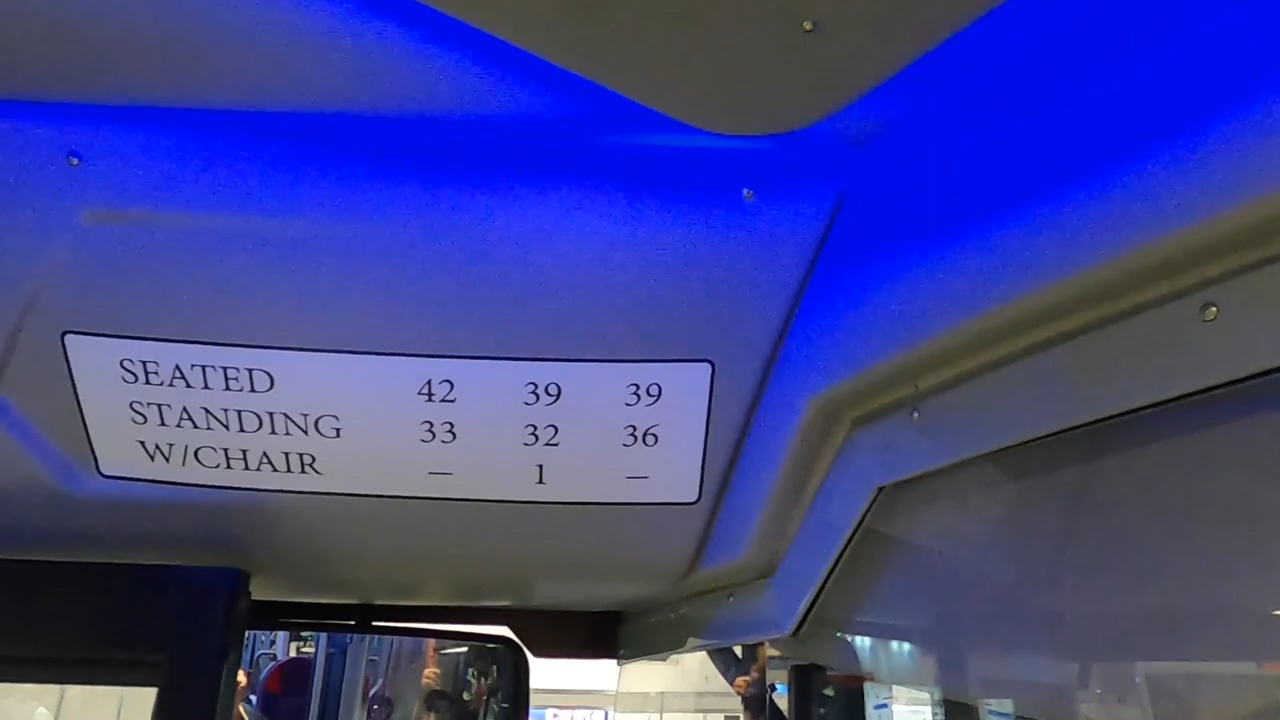 SEATED 42 39 39
STANDING 33 32 36
W/CHAIR — 1 —